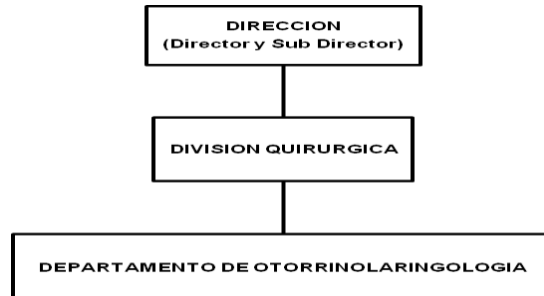 DIRECCION
(Director y Sub Director)
DIVISION QUIRURGICA
DEPARTAMENTO DE OTORRINOLARINGOLOGIA